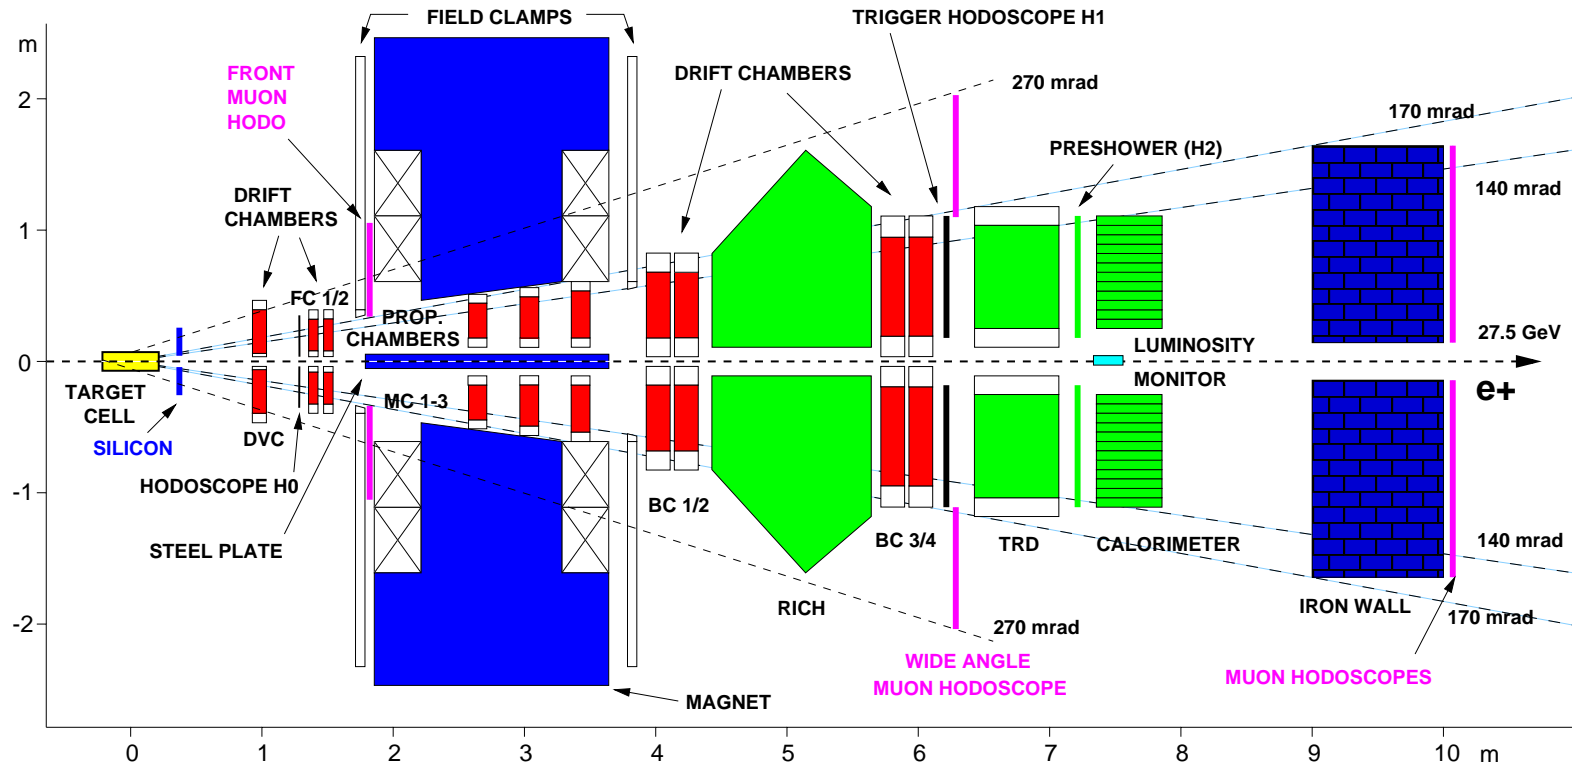 FIELD CLAMPS
TRIGGER HODOSCOPE H1
m
FRONT
MUON
HODO
DRIFT CHAMBERS
270 mrad
2
170 mrad
PRESHOWER (H2)
DRIFT
CHAMBERS
140 mrad
1
FC 1/2
PROP.
CHAMBERS
27.5 GeV
LUMINOSITY
MONITOR
0
e+
TARGET
CELL
MC 1-3
SILICON
DVC
HODOSCOPE H0
-1
BC 1/2
STEEL PLATE
BC 3/4
TRD
CALORIMETER
140 mrad
RICH
IRON WALL
170 mrad
-2
270 mrad
WIDE ANGLE
MUON HODOSCOPE
MUON HODOSCOPES
MAGNET
0
1
2
3
4
5
6
7
8
9
10
m